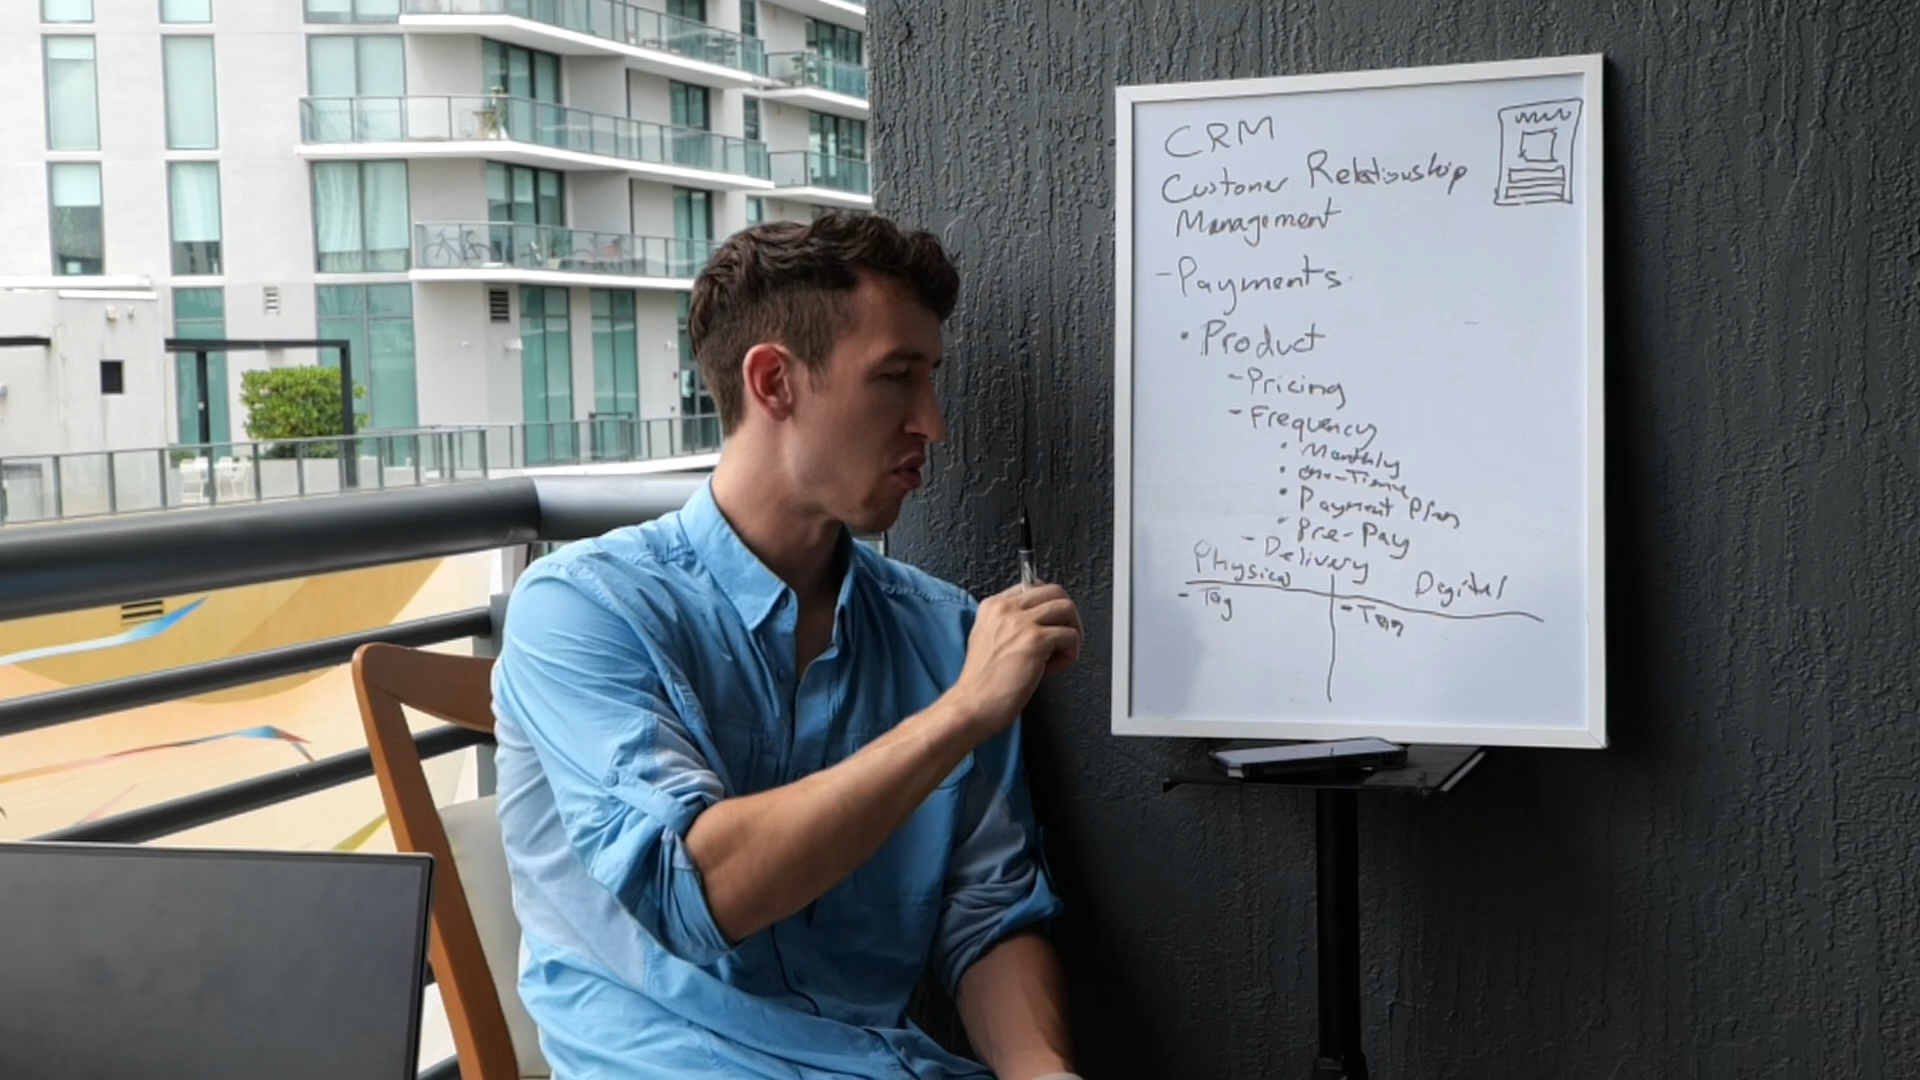 CRM
Customer Relationship
Management
- Payments
• Product
- Pricing
- Frequency
• Monthly
• One-Time
• Payment Plan
- Pre-Pay
- Delivery
Physical
Digital
- Tag